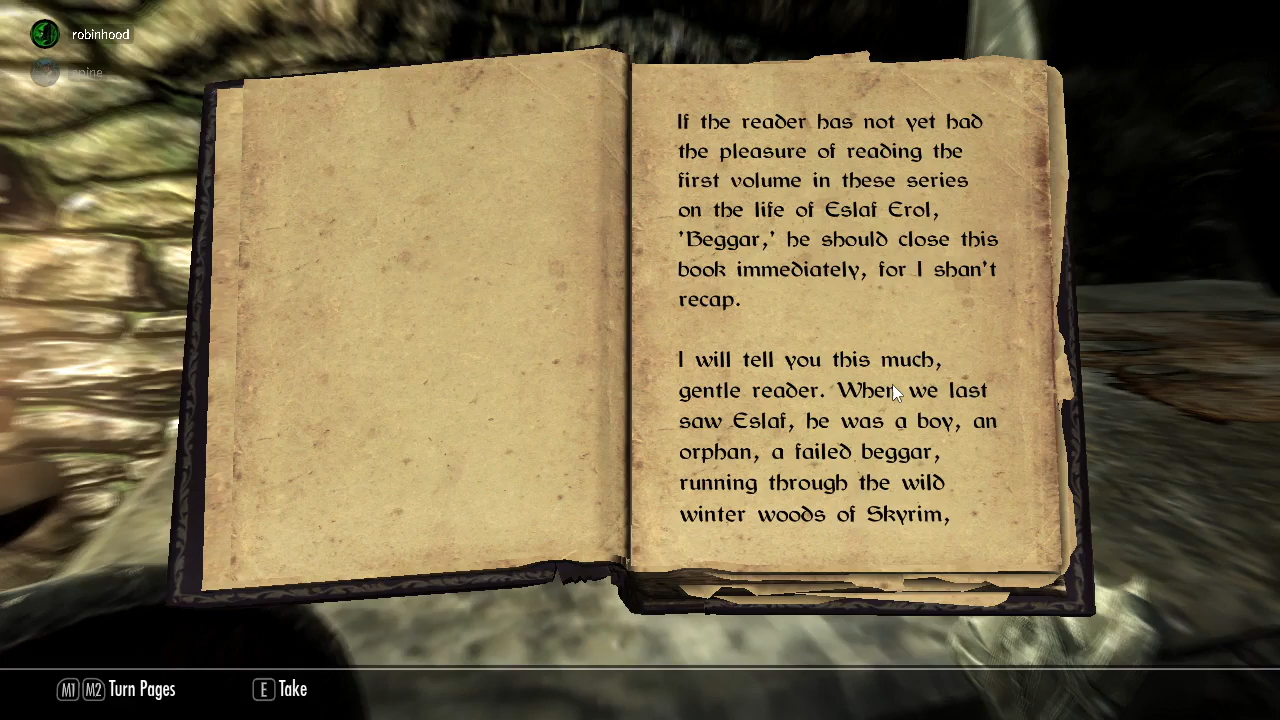 robinhood
If the reader has not yet had
the pleasure of reading the
first volume in these series
on the life of Eslaf Erol,
'Beggar,' he should close this
book immediately, for I shan't
recap.
I will tell you this much,
gentle reader. When we last
saw Eslaf, he was a boy, an
orphan, a failed beggar,
running through the wild
winter woods of Skyrim,
M1 M2 Turn Pages
E Take